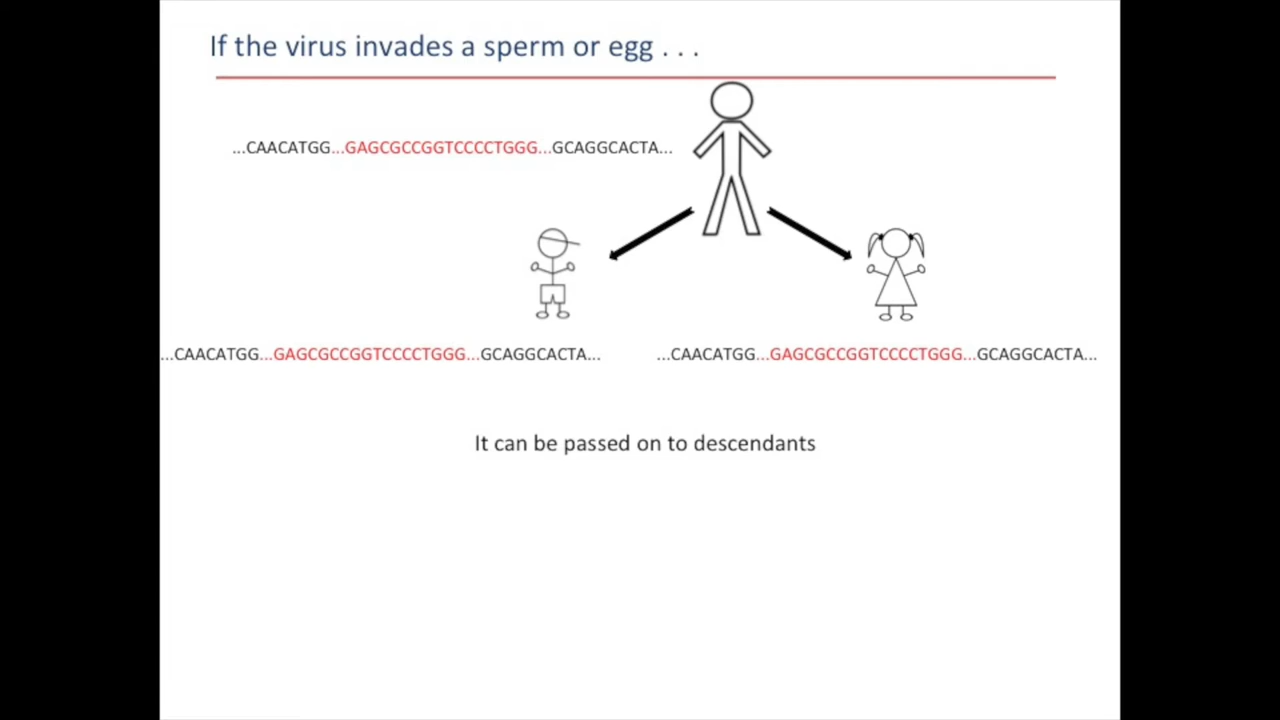 If the virus invades a sperm or egg . . .
...CAACATGG...GAGCGCCGGTCCCCTGGG...GCAGGCACTA...
...CAACATGG...GAGCGCCGGTCCCCTGGG...GCAGGCACTA...
...CAACATGG...GAGCGCCGGTCCCCTGGG...GCAGGCACTA...
It can be passed on to descendants